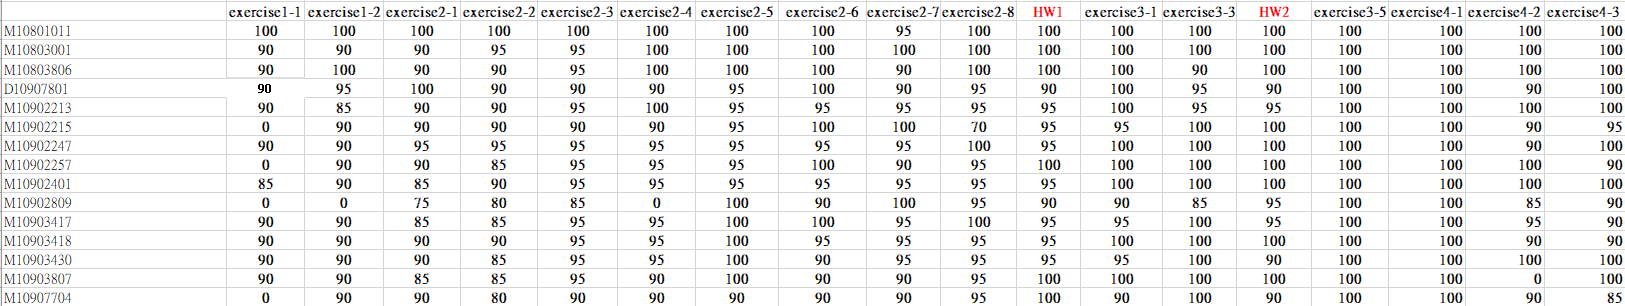 exercise1-1 exercise1-2 exercise2-1 exercise2-2 exercise2-3 exercise2-4 exercise2-5 exercise2-6 exercise2-7 exercise2-8 HW1 exercise3-1 exercise3-3 HW2 exercise3-5 exercise4-1 exercise4-2 exercise4-3
M10801011 100 100 100 100 100 100 100 100 95 100 100 100 100 100 100 100 100 100
M10803001 90 90 90 95 95 100 100 100 100 100 100 100 100 100 100 100 100 100
M10803806 90 100 90 90 95 100 100 100 90 100 100 100 90 100 100 100 100 100
D10907801 90 95 100 90 90 90 95 100 90 95 90 100 95 90 100 100 90 100
M10902213 90 85 90 90 95 100 95 95 95 95 95 100 95 95 100 100 100 100
M10902215 0 90 90 90 90 90 95 100 100 70 95 95 100 100 100 100 90 95
M10902247 90 90 95 95 95 95 95 95 95 100 95 100 100 100 100 100 90 100
M10902257 0 90 90 85 95 95 95 100 90 95 100 100 100 100 100 100 100 90
M10902401 85 90 85 90 95 95 95 95 95 95 95 100 100 100 100 100 100 100
M10902809 0 0 75 80 85 0 100 90 100 95 90 90 85 95 100 100 85 90
M10903417 90 90 85 85 95 95 100 100 95 100 95 95 100 95 100 100 95 90
M10903418 90 90 90 90 95 95 100 95 95 95 95 100 100 100 100 100 90 90
M10903430 90 90 90 85 95 95 100 90 95 95 95 95 100 90 100 100 100 100
M10903807 90 90 85 85 95 90 100 90 90 95 100 100 100 100 100 100 0 100
M10907704 0 90 90 80 90 90 90 90 90 95 100 90 100 90 100 100 90 85